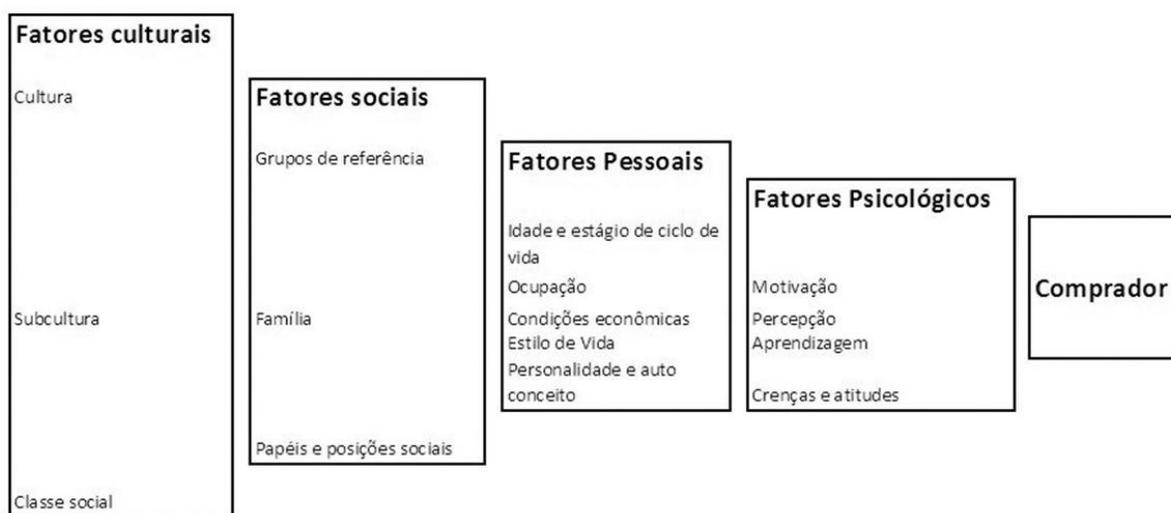 Fatores culturais
Cultura
Subcultura
Classe social
Fatores sociais
Grupos de referência
Família
Papéis e posições sociais
Fatores Pessoais
Idade e estágio de ciclo de
vida
Ocupação
Condições econômicas
Estilo de Vida
Personalidade e auto
conceito
Fatores Psicológicos
Motivação
Percepção
Aprendizagem
Crenças e atitudes
Comprador